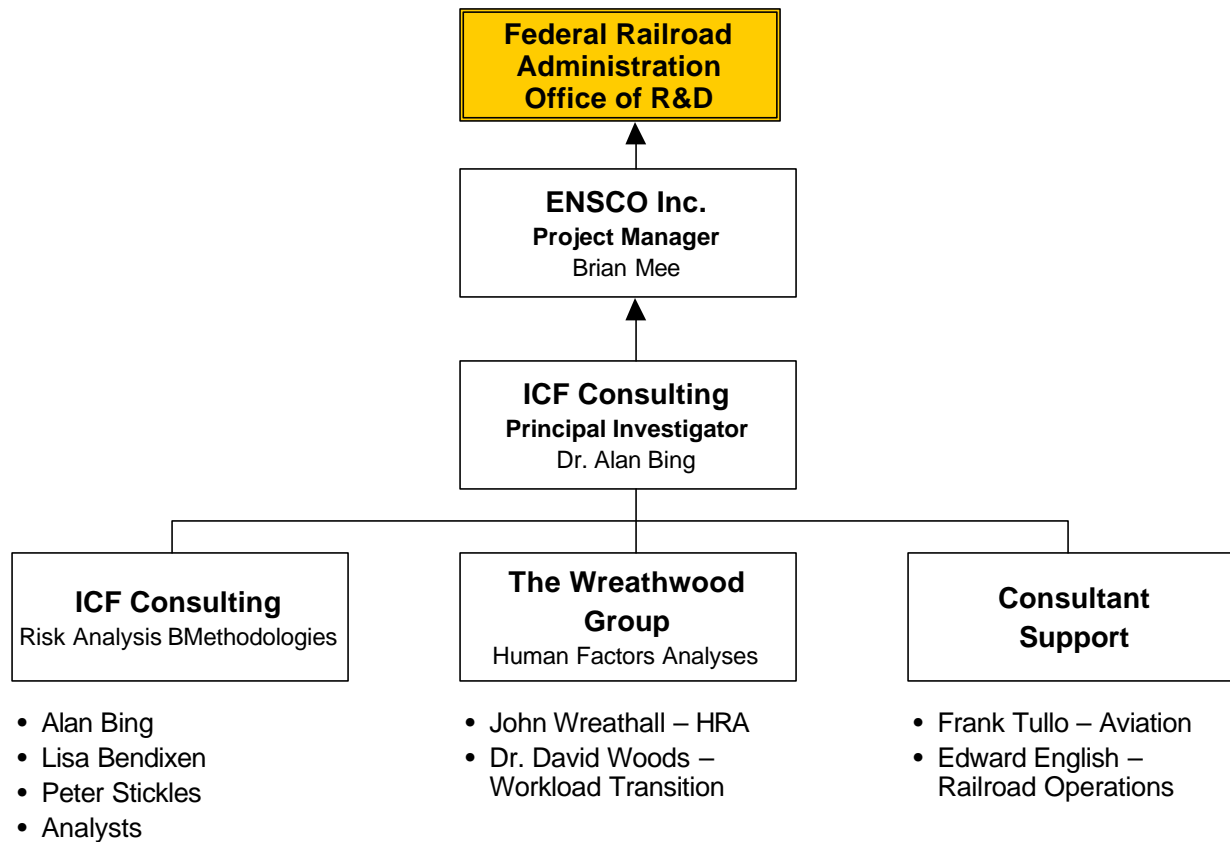 Federal Railroad
Administration
Office of R&D
ENSCO Inc.
Project Manager
Brian Mee
ICF Consulting
Principal Investigator
Dr. Alan Bing
ICF Consulting
Risk Analysis BMethodologies
The Wreathwood
Group
Human Factors Analyses
Consultant
Support
• Alan Bing
• Lisa Bendixen
• Peter Stickles
• Analysts
• John Wreathall – HRA
• Dr. David Woods –
Workload Transition
• Frank Tullo – Aviation
• Edward English –
Railroad Operations